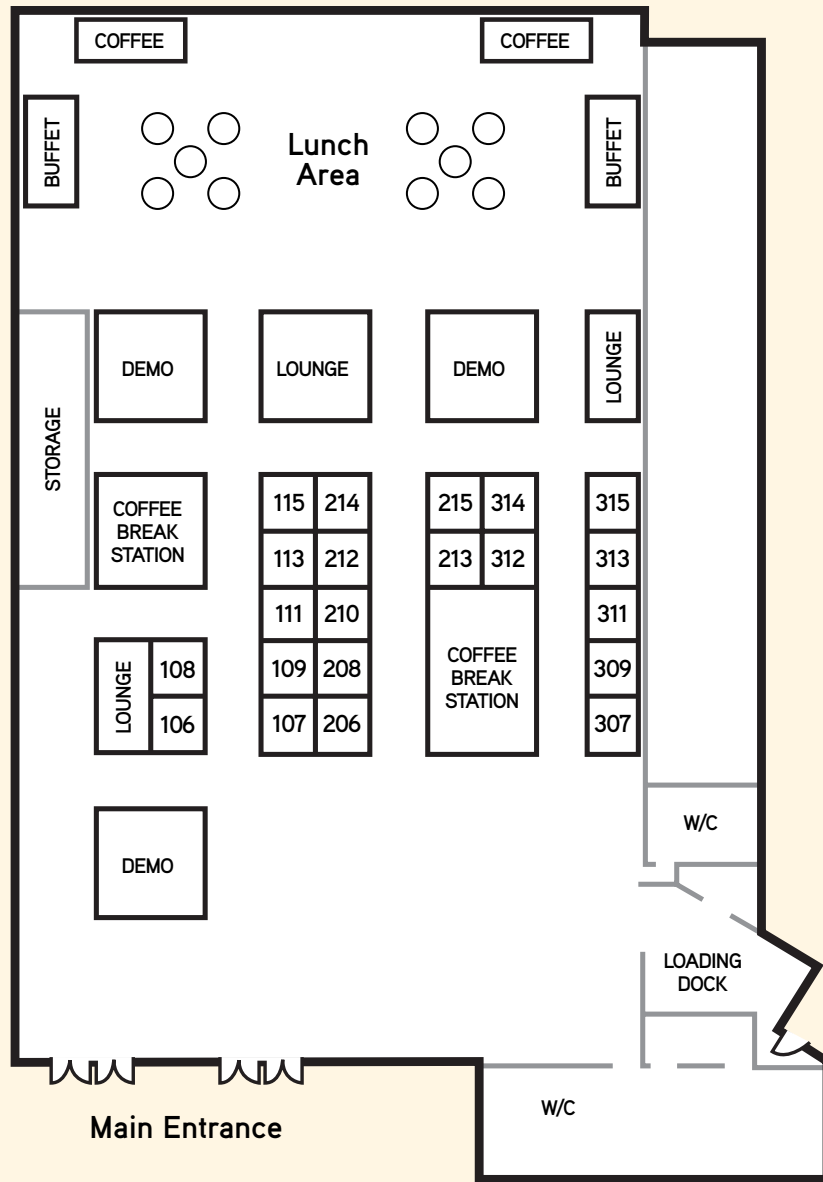 COFFEE
COFFEE
BUFFET
Lunch
Area
BUFFET
STORAGE
DEMO
LOUNGE
DEMO
LOUNGE
COFFEE
BREAK
STATION
115 214
113 212
111 210
109 208
107 206
215 314
213 312
COFFEE
BREAK
STATION
315
313
311
309
307
LOUNGE
108
106
DEMO
W/C
LOADING
DOCK
W/C
Main Entrance